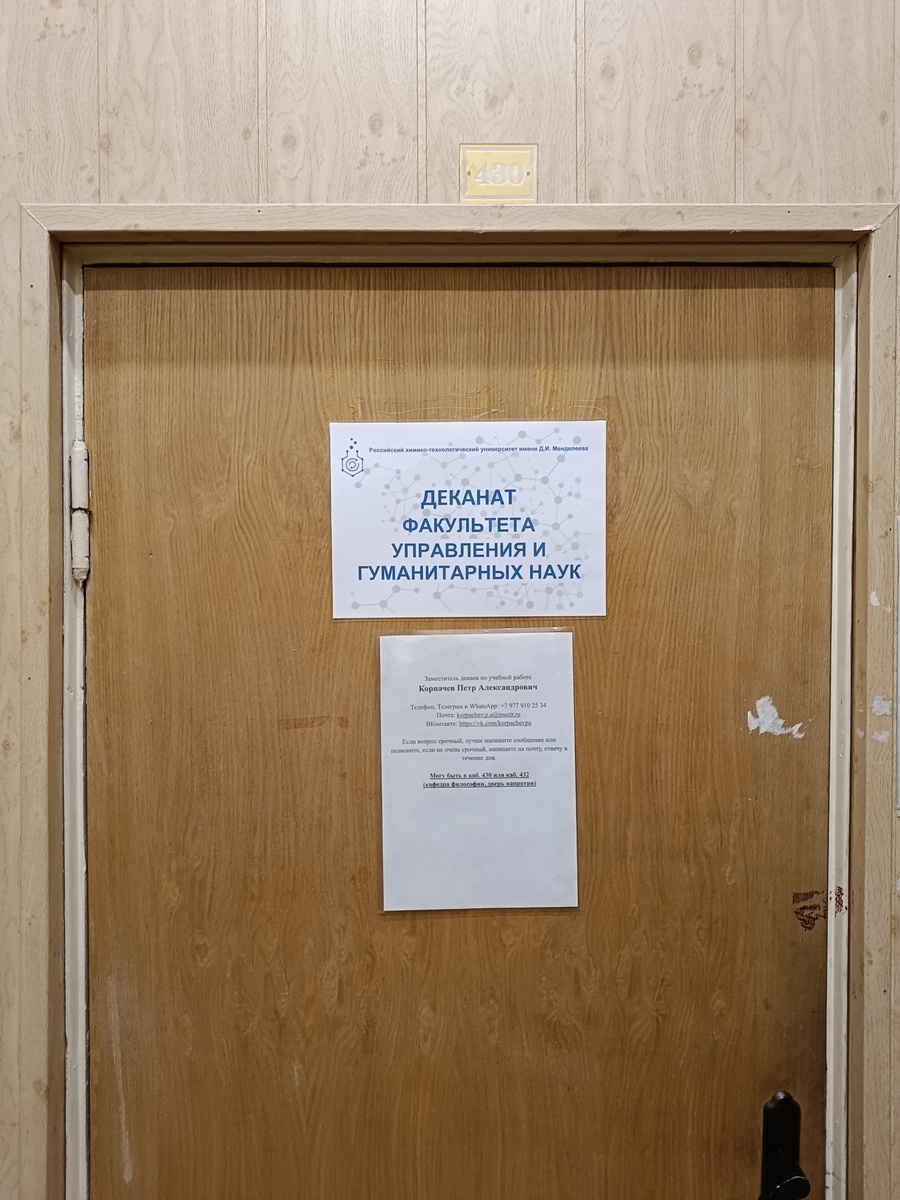 430
Российский химико-технологический университет имени Д.И. Менделеева
ДЕКАНАТ
ФАКУЛЬТЕТА
УПРАВЛЕНИЯ И
ГУМАНИТАРНЫХ НАУК
Заместитель декана по учебной работе
Корпачев Петр Александрович
Телефон, Телеграм и WhatsApp: +7 977 910 25 34
Почта: korpachev.p.a@muctr.ru
ВКонтакте: https://vk.com/korpachevpa
Если вопрос срочный, лучше напишите сообщение или
позвоните, если не очень срочный, напишите на почту, отвечу в
течение дня.
Могу быть в каб. 430 или каб. 432
(кафедра философии, дверь напротив)